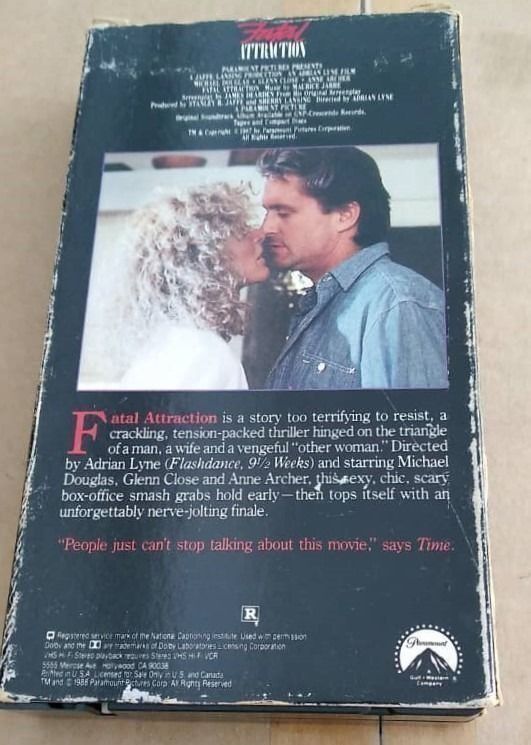 Fatal
ATTRACTION
PARAMOUNT PICTURES PRESENTS
A JAFFE/LANSING PRODUCTION AN ADRIAN LYNE FILM
MICHAEL DOUGLAS · GLENN CLOSE · ANNE ARCHER
FATAL ATTRACTION Music by MAURICE JARRE
Screenplay by JAMES DEARDEN From His Original Screenplay
Produced by STANLEY R. JAFFE and SHERRY LANSING Directed by ADRIAN LYNE
A PARAMOUNT PICTURE
Original Soundtrack Album Available on GNP-Crescendo Records,
Tapes and Compact Discs
TM & Copyright © 1987 by Paramount Pictures Corporation.
All Rights Reserved.
Fatal Attraction is a story too terrifying to resist, a
crackling, tension-packed thriller hinged on the triangle
of a man, a wife and a vengeful "other woman." Directed
by Adrian Lyne (Flashdance, 9½ Weeks) and starring Michael
Douglas, Glenn Close and Anne Archer, this sexy, chic, scary
box-office smash grabs hold early—then tops itself with an
unforgettably nerve-jolting finale.
"People just can't stop talking about this movie," says Time.
R
Registered service mark of the National Captioning Institute. Used with permission
Dolby and the DD are trademarks of Dolby Laboratories Licensing Corporation
VHS Hi-Fi Stereo playback requires Stereo VHS Hi-Fi VCR
5555 Melrose Ave. Hollywood, CA 90038
Printed in U.S.A. Licensed for Sale Only in U.S. and Canada
TM and © 1988 Paramount Pictures Corp. All Rights Reserved
Paramount
Gulf+Western
Company